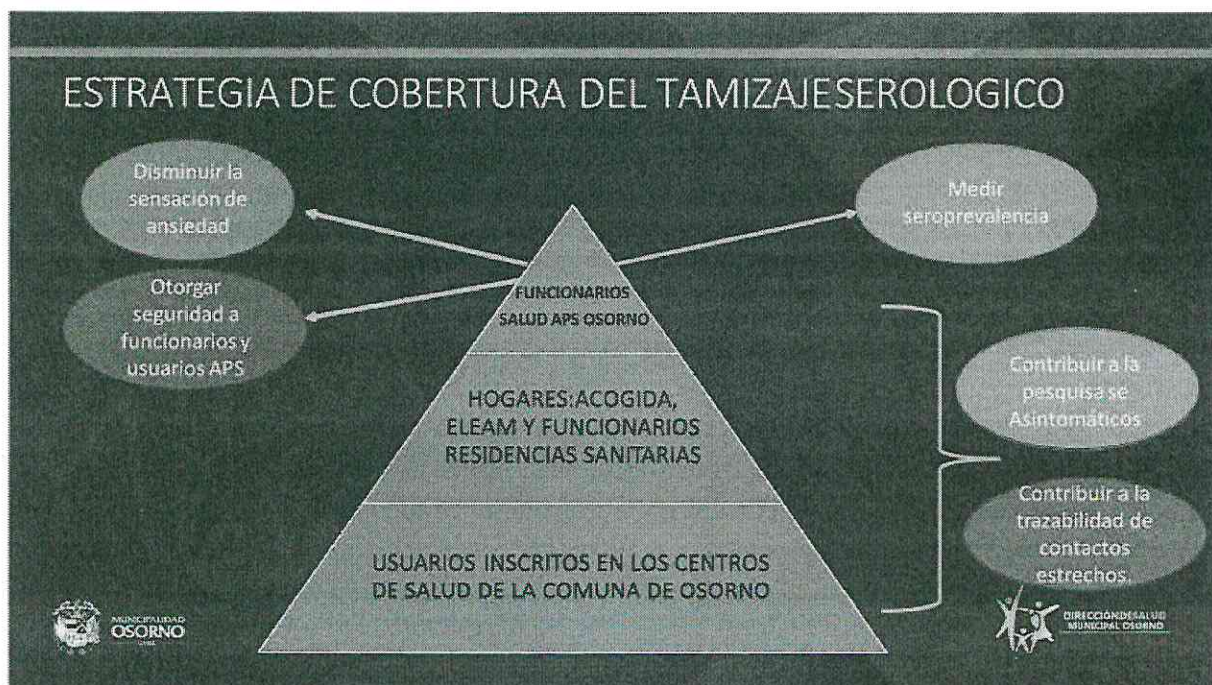 ESTRATEGIA DE COBERTURA DEL TAMIZAJESEROLOGICO
Disminuir la
sensación de
ansiedad
Otorgar
seguridad a
funcionarios y
usuarios APS
Medir
seroprevalencia
FUNCIONARIOS
SALUD APS OSORNO
HOGARES:ACOGIDA,
ELEAM Y FUNCIONARIOS
RESIDENCIAS SANITARIAS
USUARIOS INSCRITOS EN LOS CENTROS
DE SALUD DE LA COMUNA DE OSORNO
Contribuir a la
pesquisa se
Asintomáticos
Contribuir a la
trazabilidad de
contactos
estrechos.
MUNICIPALIDAD
OSORNO
CHILE
DIRECCIÓNDESALUD
MUNICIPAL OSORNO